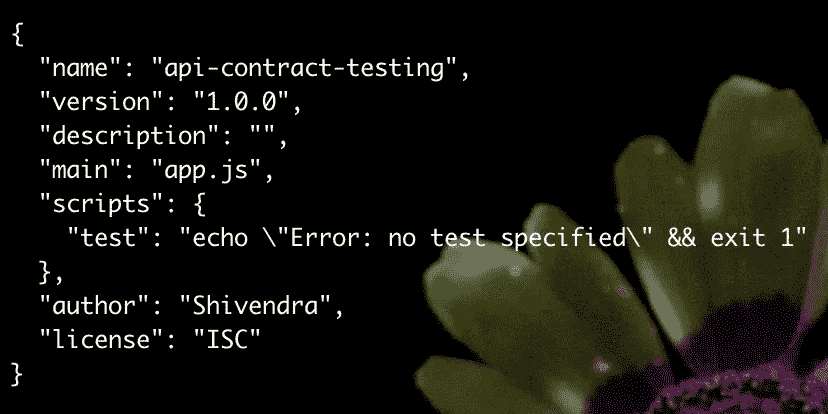 {
  "name": "api-contract-testing",
  "version": "1.0.0",
  "description": "",
  "main": "app.js",
  "scripts": {
    "test": "echo \"Error: no test specified\" && exit 1"
  },
  "author": "Shivendra",
  "license": "ISC"
}